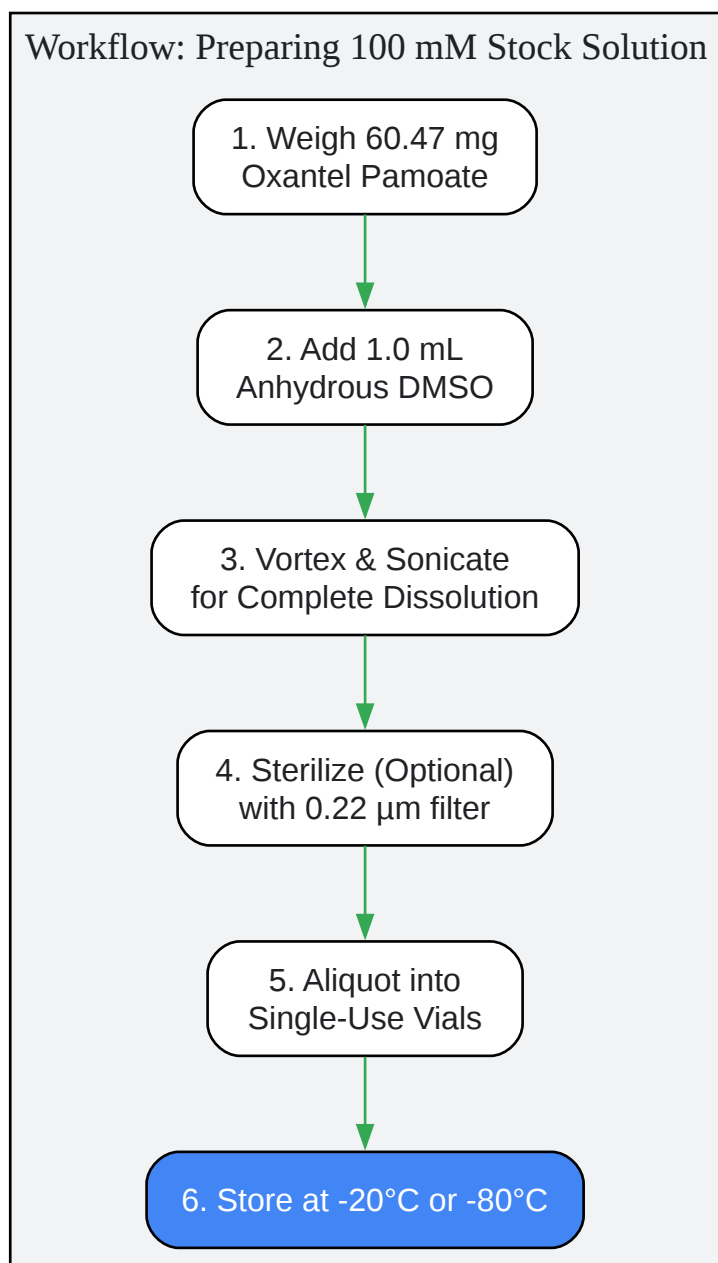 Workflow: Preparing 100 mM Stock Solution
1. Weigh 60.47 mg
Oxantel Pamoate
2. Add 1.0 mL
Anhydrous DMSO
3. Vortex & Sonicate
for Complete Dissolution
4. Sterilize (Optional)
with 0.22 µm filter
5. Aliquot into
Single-Use Vials
6. Store at -20°C or -80°C